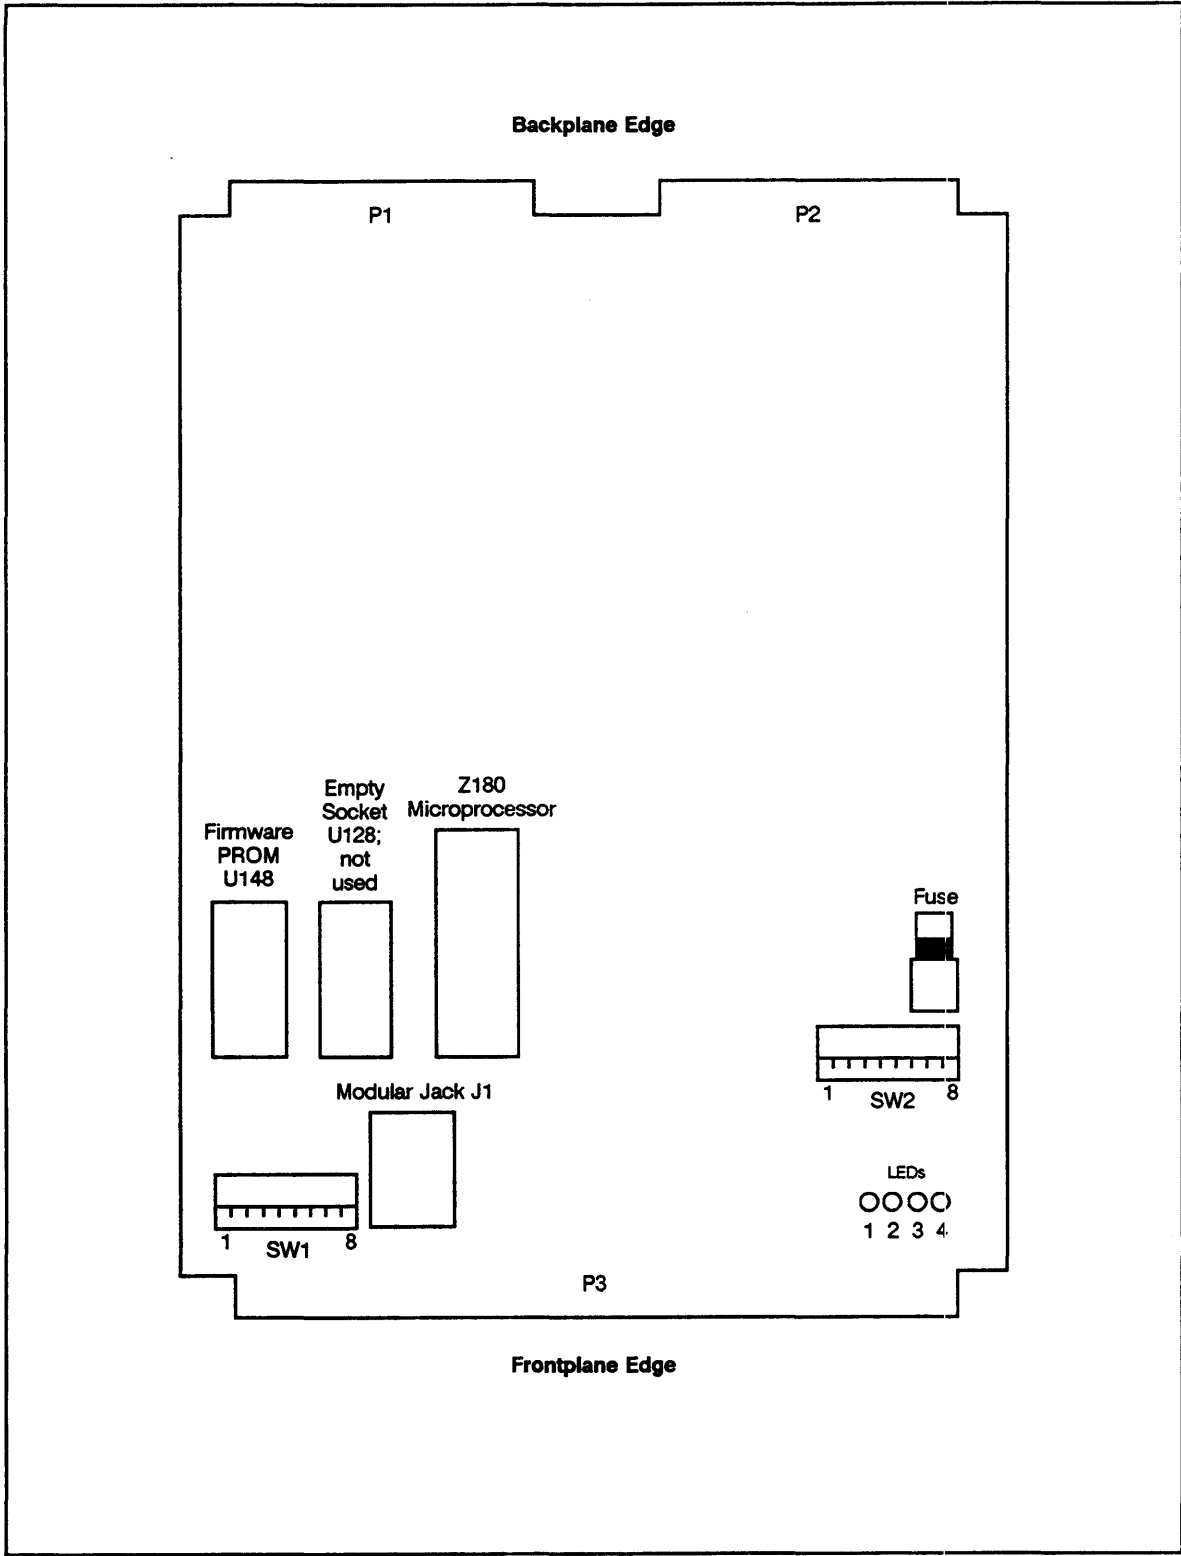 Backplane Edge
P1
P2
Z180
Microprocessor
Empty
Socket
U128;
not
used
Firmware
PROM
U148
Fuse
1
8
SW2
Modular Jack J1
LEDs
1 2 3 4
1
8
SW1
P3
Frontplane Edge